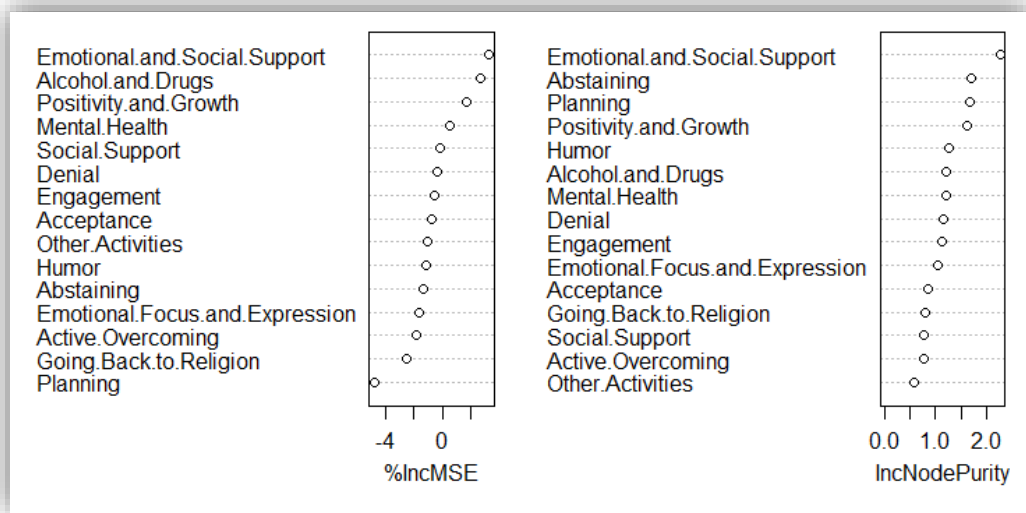 Emotional.and.Social.Support
Alcohol.and.Drugs
Positivity.and.Growth
Mental.Health
Social.Support
Denial
Engagement
Acceptance
Other.Activities
Humor
Abstaining
Emotional.Focus.and.Expression
Active.Overcoming
Going.Back.to.Religion
Planning
-4 0
%IncMSE
Emotional.and.Social.Support
Abstaining
Planning
Positivity.and.Growth
Humor
Alcohol.and.Drugs
Mental.Health
Denial
Engagement
Emotional.Focus.and.Expression
Acceptance
Going.Back.to.Religion
Social.Support
Active.Overcoming
Other.Activities
0.0 1.0 2.0
IncNodePurity